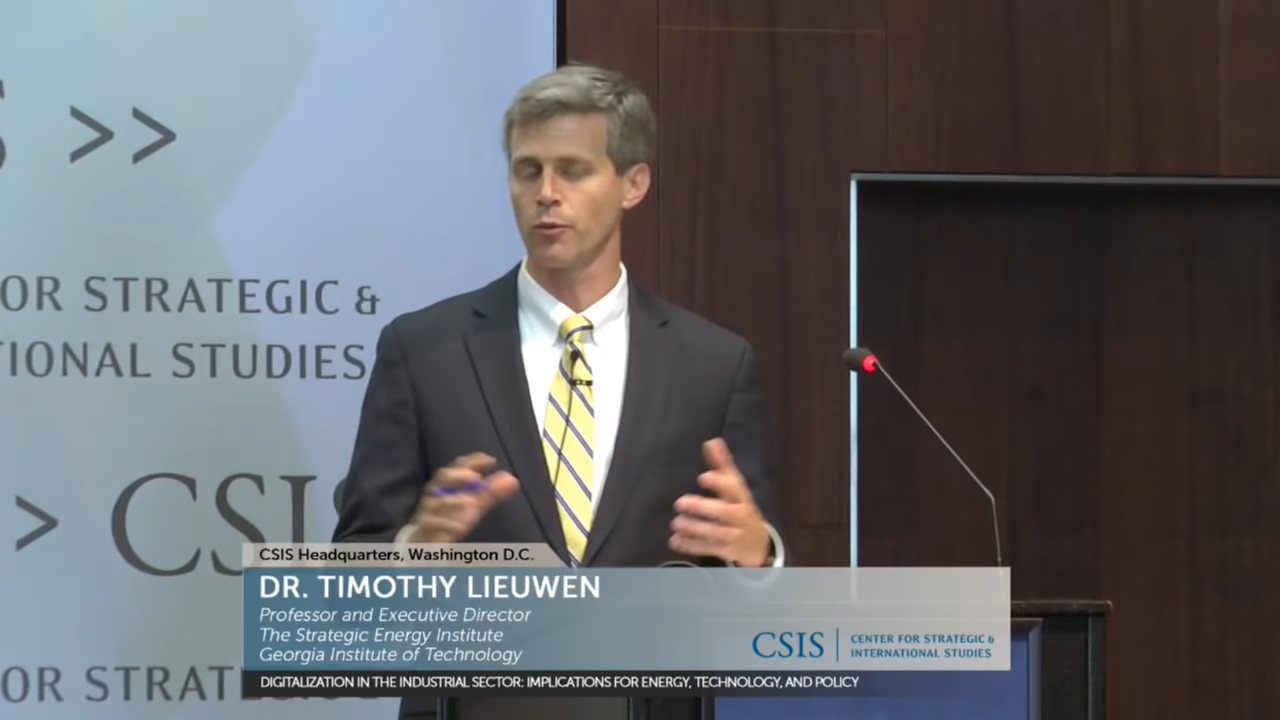 >>
OR STRATEGIC &
TIONAL STUDIES
> CSIS
CSIS Headquarters, Washington D.C.
DR. TIMOTHY LIEUWEN
Professor and Executive Director
The Strategic Energy Institute
Georgia Institute of Technology
CSIS | CENTER FOR STRATEGIC &
INTERNATIONAL STUDIES
OR STRAT
DIGITALIZATION IN THE INDUSTRIAL SECTOR: IMPLICATIONS FOR ENERGY, TECHNOLOGY, AND POLICY